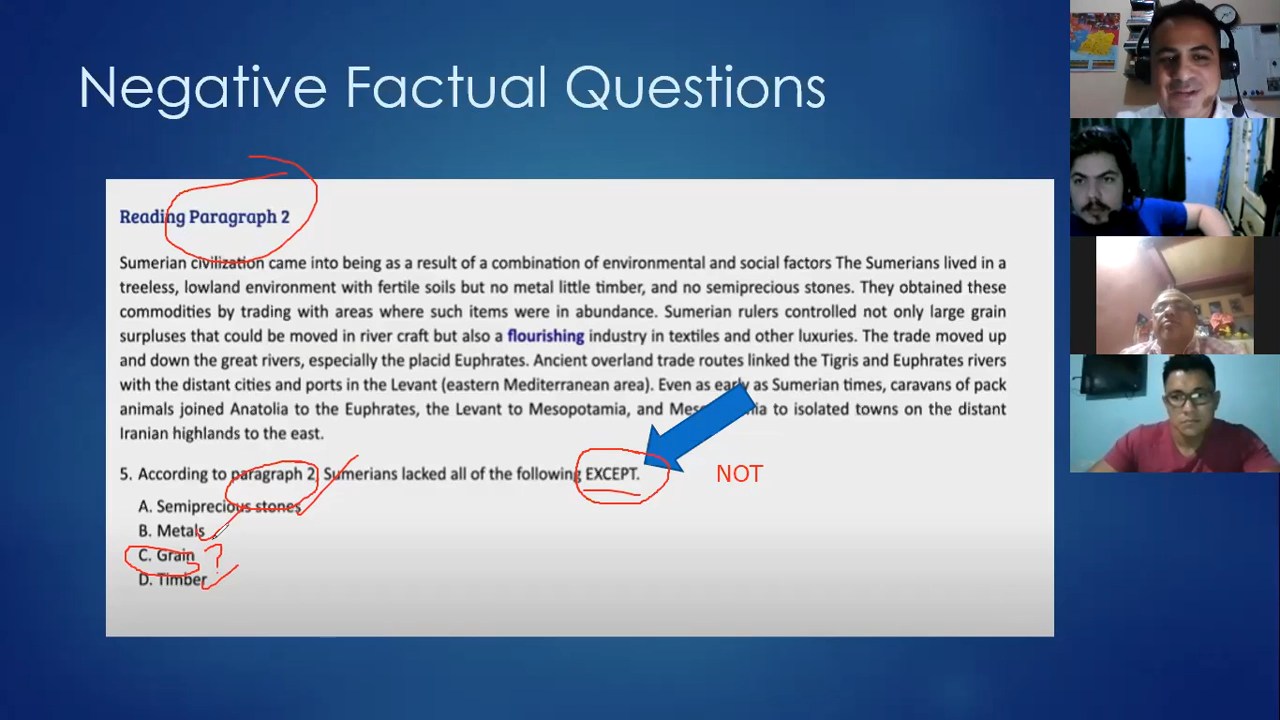 Negative Factual Questions
Reading Paragraph 2
Sumerian civilization came into being as a result of a combination of environmental and social factors The Sumerians lived in a
treeless, lowland environment with fertile soils but no metal little timber, and no semiprecious stones. They obtained these
commodities by trading with areas where such items were in abundance. Sumerian rulers controlled not only large grain
surpluses that could be moved in river craft but also a flourishing industry in textiles and other luxuries. The trade moved up
and down the great rivers, especially the placid Euphrates. Ancient overland trade routes linked the Tigris and Euphrates rivers
with the distant cities and ports in the Levant (eastern Mediterranean area). Even as early as Sumerian times, caravans of pack
animals joined Anatolia to the Euphrates, the Levant to Mesopotamia, and Mesopotamia to isolated towns on the distant
Iranian highlands to the east.
5. According to paragraph 2, Sumerians lacked all of the following EXCEPT.
NOT
A. Semiprecious stones
B. Metals
C. Grain ?
D. Timber